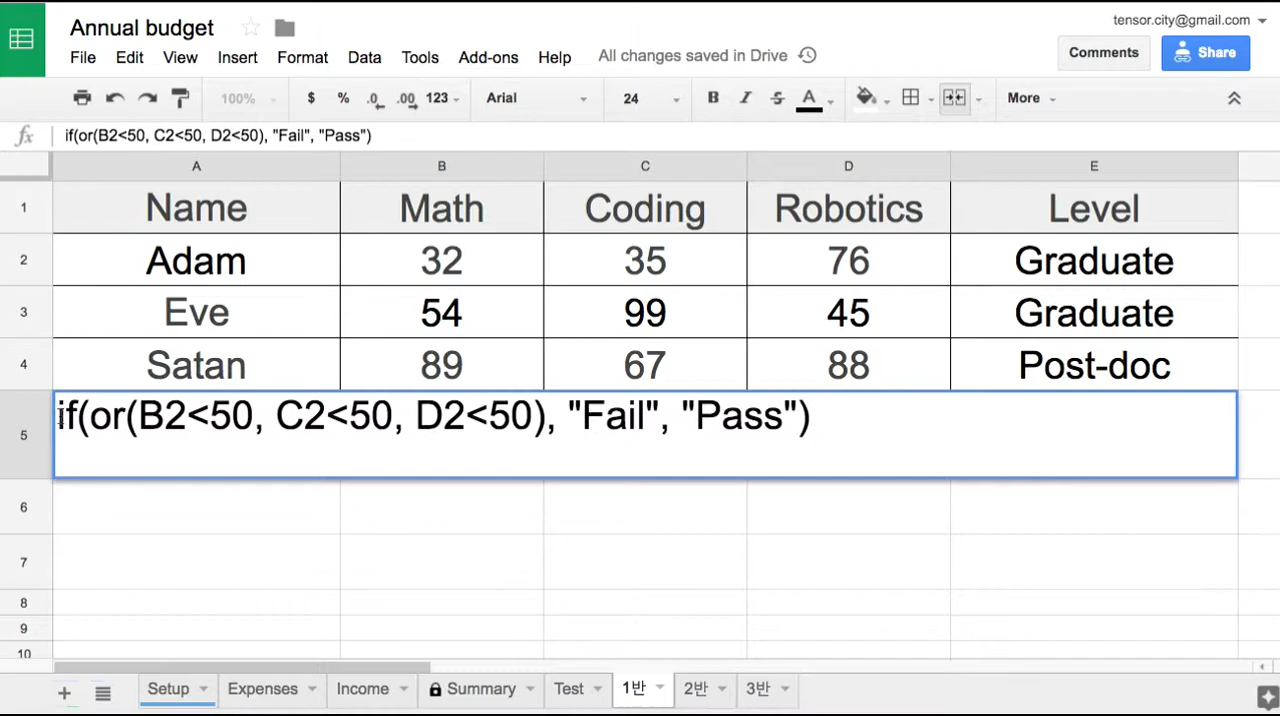 Annual budget
tensor.city@gmail.com
File Edit View Insert Format Data Tools Add-ons Help All changes saved in Drive
Comments Share
100% $ % .0 .00 123 Arial 24 B I S A More
fx if(or(B2<50, C2<50, D2<50), "Fail", "Pass")
A B C D E
1 Name Math Coding Robotics Level
2 Adam 32 35 76 Graduate
3 Eve 54 99 45 Graduate
4 Satan 89 67 88 Post-doc
5 if(or(B2<50, C2<50, D2<50), "Fail", "Pass")
6
7
8
9
10
Setup Expenses Income Summary Test 1반 2반 3반